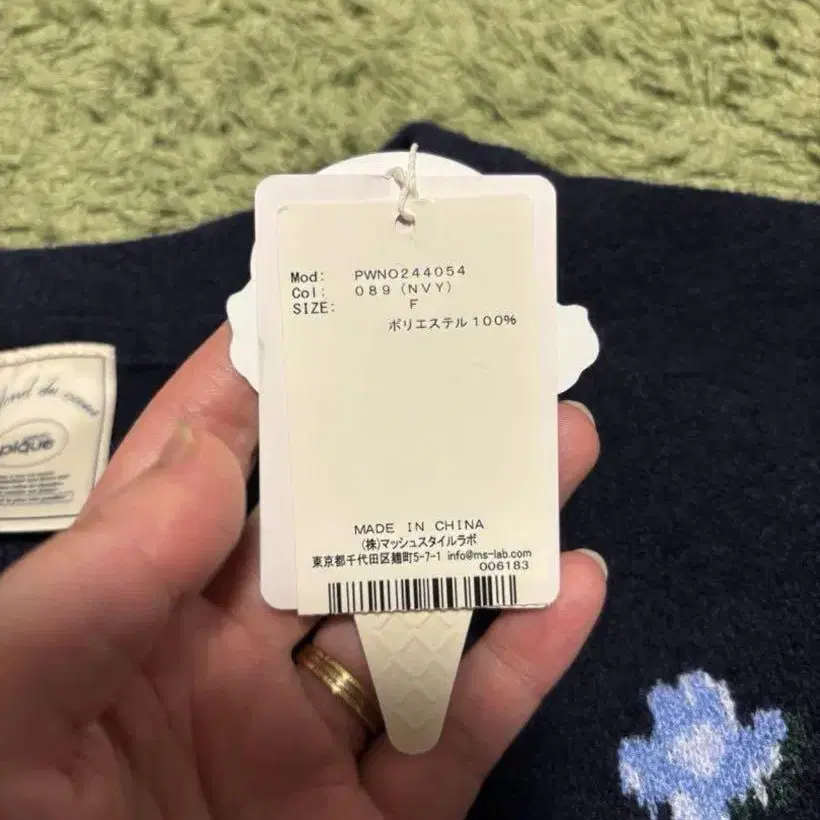 Mod: PWNO244054
Col: 089 (NVY)
SIZE: F
ポリエステル100%
MADE IN CHINA
(株)マッシュスタイルラボ
東京都千代田区麹町5-7-1 info@ms-lab.com
006183
pique